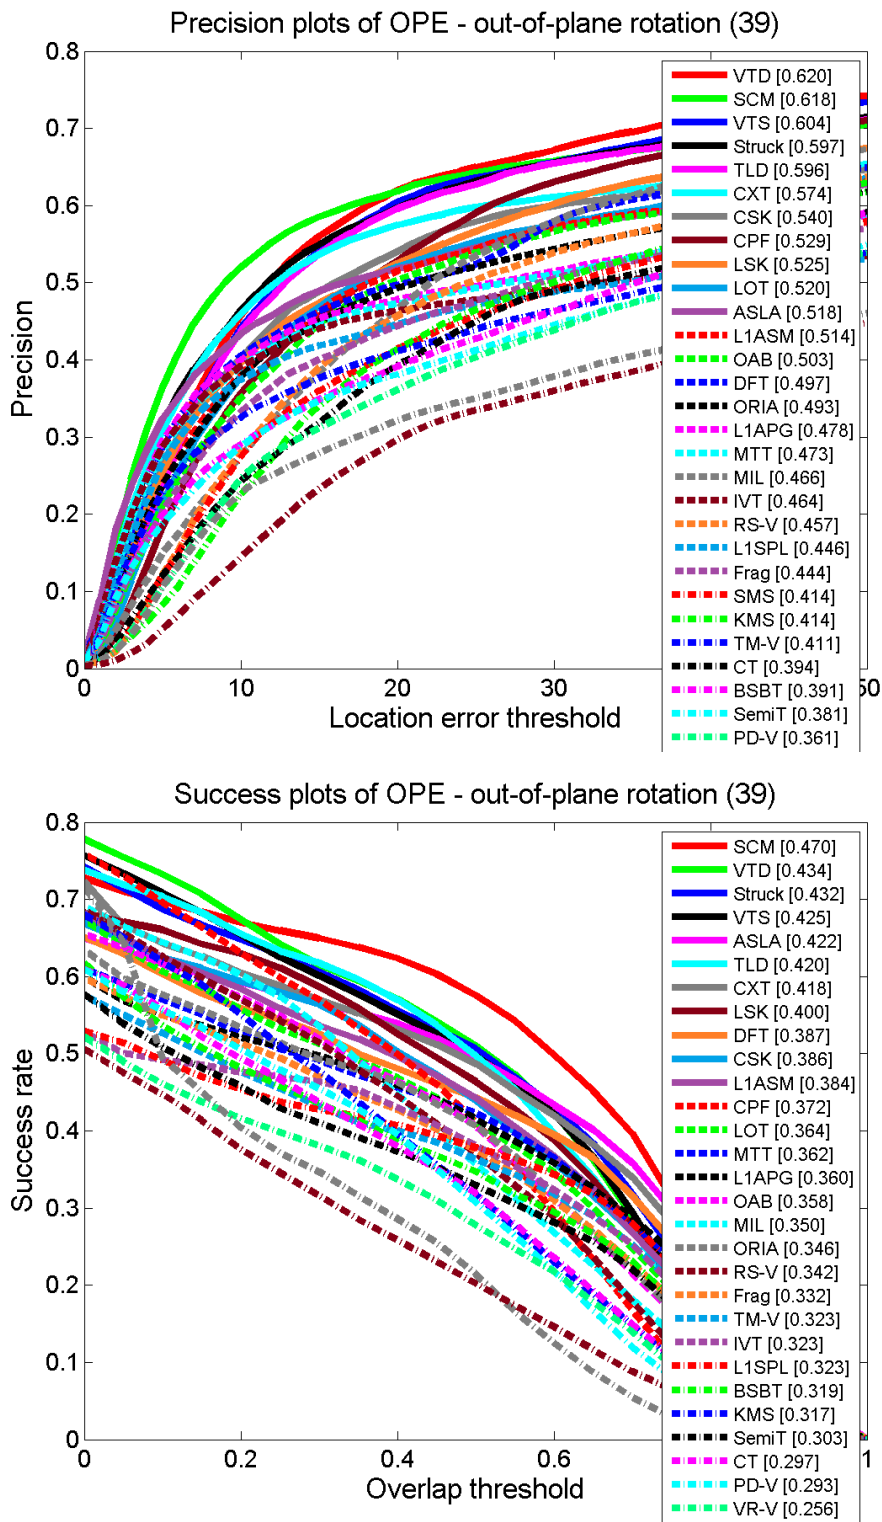 Precision plots of OPE - out-of-plane rotation (39)
0.8
0.7
0.6
0.5
0.4
0.3
0.2
0.1
0
Precision
0
10
20
30
50
Location error threshold
VTD [0.620]
SCM [0.618]
VTS [0.604]
Struck [0.597]
TLD [0.596]
CXT [0.574]
CSK [0.540]
CPF [0.529]
LSK [0.525]
LOT [0.520]
ASLA [0.518]
L1ASM [0.514]
OAB [0.503]
DFT [0.497]
ORIA [0.493]
L1APG [0.478]
MTT [0.473]
MIL [0.466]
IVT [0.464]
RS-V [0.457]
L1SPL [0.446]
Frag [0.444]
SMS [0.414]
KMS [0.414]
TM-V [0.411]
CT [0.394]
BSBT [0.391]
SemiT [0.381]
PD-V [0.361]
Success plots of OPE - out-of-plane rotation (39)
0.8
0.7
0.6
0.5
0.4
0.3
0.2
0.1
0
Success rate
0
0.2
0.4
0.6
1
Overlap threshold
SCM [0.470]
VTD [0.434]
Struck [0.432]
VTS [0.425]
ASLA [0.422]
TLD [0.420]
CXT [0.418]
LSK [0.400]
DFT [0.387]
CSK [0.386]
L1ASM [0.384]
CPF [0.372]
LOT [0.364]
MTT [0.362]
L1APG [0.360]
OAB [0.358]
MIL [0.350]
ORIA [0.346]
RS-V [0.342]
Frag [0.332]
TM-V [0.323]
IVT [0.323]
L1SPL [0.323]
BSBT [0.319]
KMS [0.317]
SemiT [0.303]
CT [0.297]
PD-V [0.293]
VR-V [0.256]